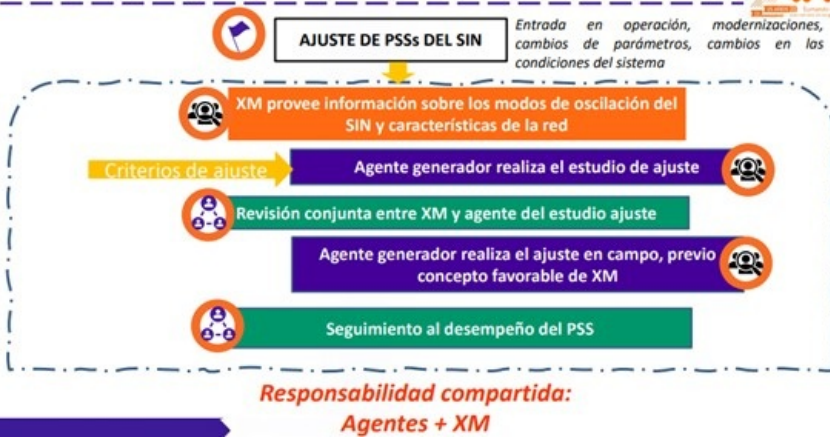 AJUSTE DE PSSs DEL SIN
Entrada en operación, modernizaciones,
cambios de parámetros, cambios en las
condiciones del sistema
XM provee información sobre los modos de oscilación del
SIN y características de la red
Criterios de ajuste
Agente generador realiza el estudio de ajuste
Revisión conjunta entre XM y agente del estudio ajuste
Agente generador realiza el ajuste en campo, previo
concepto favorable de XM
Seguimiento al desempeño del PSS
Responsabilidad compartida:
Agentes + XM